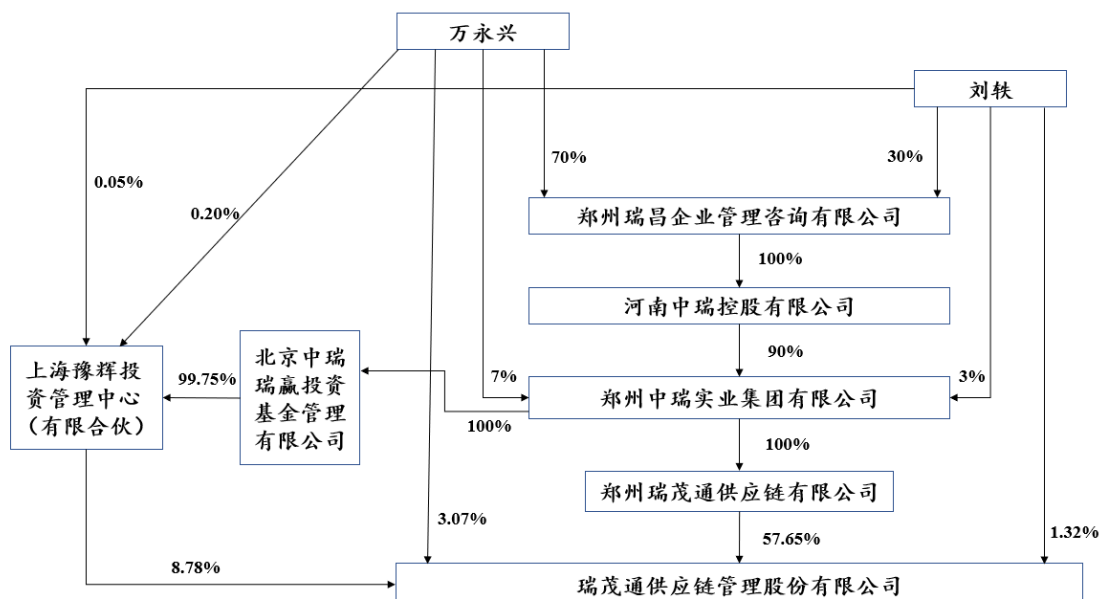 万永兴
刘轶
70%
30%
0.05%
0.20%
郑州瑞昌企业管理咨询有限公司
100%
河南中瑞控股有限公司
90%
上海豫辉投
资管理中心
（有限合伙）
99.75%
北京中瑞
瑞赢投资
基金管理
有限公司
7%
3%
郑州中瑞实业集团有限公司
100%
100%
郑州瑞茂通供应链有限公司
3.07%
57.65%
1.32%
8.78%
瑞茂通供应链管理股份有限公司